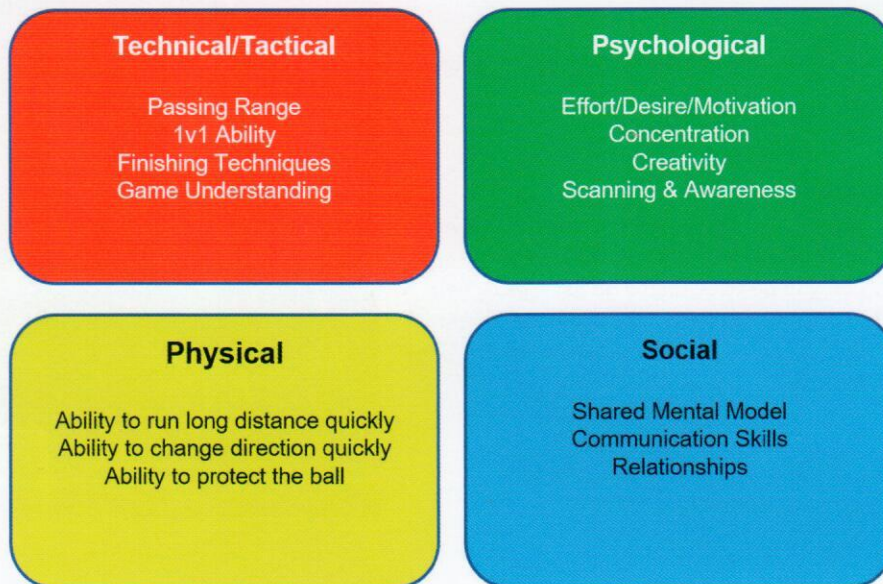 Technical/Tactical
Passing Range
1v1 Ability
Finishing Techniques
Game Understanding
Psychological
Effort/Desire/Motivation
Concentration
Creativity
Scanning & Awareness
Physical
Ability to run long distance quickly
Ability to change direction quickly
Ability to protect the ball
Social
Shared Mental Model
Communication Skills
Relationships